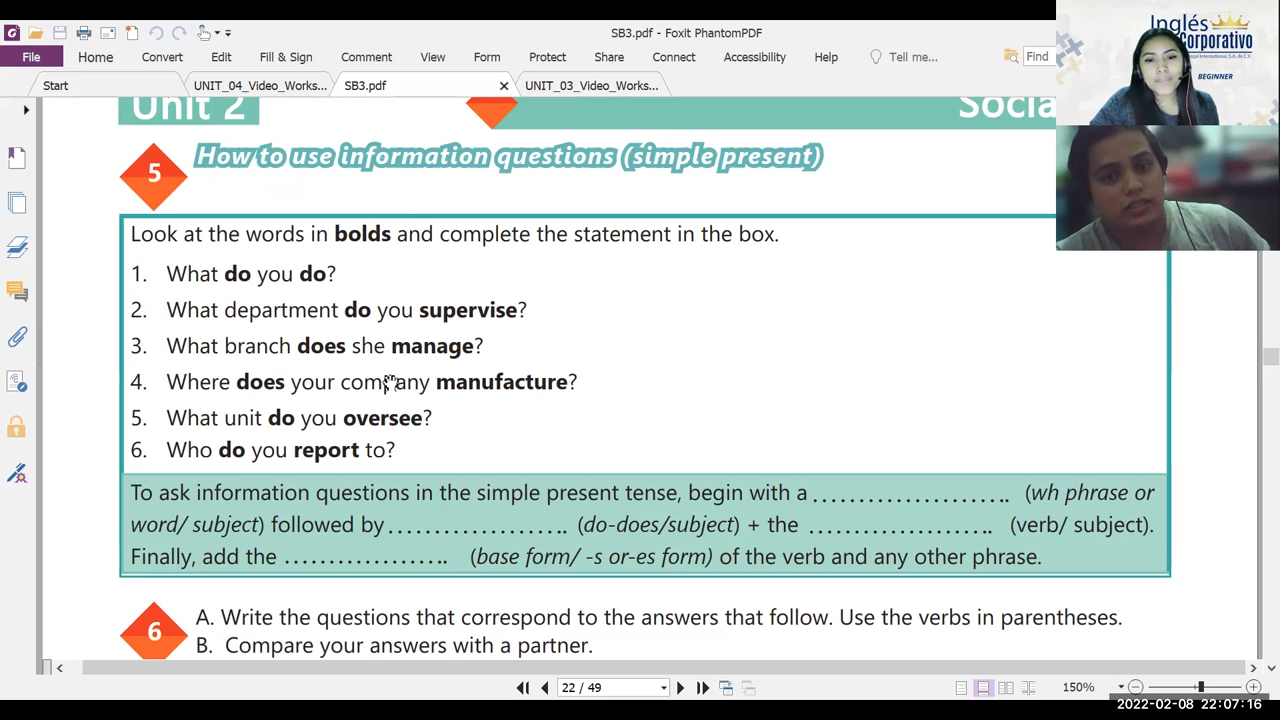 SB3.pdf - Foxit PhantomPDF
File Home Convert Fill & Sign Comment View Form Protect Share Connect Accessibility Help Tell me... Find
Start UNIT_04_Video_Works... SB3.pdf UNIT_03_Video_Works...
Inglés
Corporativo
BEGINNER
Unit 2
5 How to use information questions (simple present)
Look at the words in bolds and complete the statement in the box.
1. What do you do?
2. What department do you supervise?
3. What branch does she manage?
4. Where does your company manufacture?
5. What unit do you oversee?
6. Who do you report to?
To ask information questions in the simple present tense, begin with a ...................... (wh phrase or
word/ subject) followed by .................... (do-does/subject) + the .................... (verb/ subject).
Finally, add the .................. (base form/ -s or-es form) of the verb and any other phrase.
6 A. Write the questions that correspond to the answers that follow. Use the verbs in parentheses.
B. Compare your answers with a partner.
22 / 49
150%
2022-02-08 22:07:16